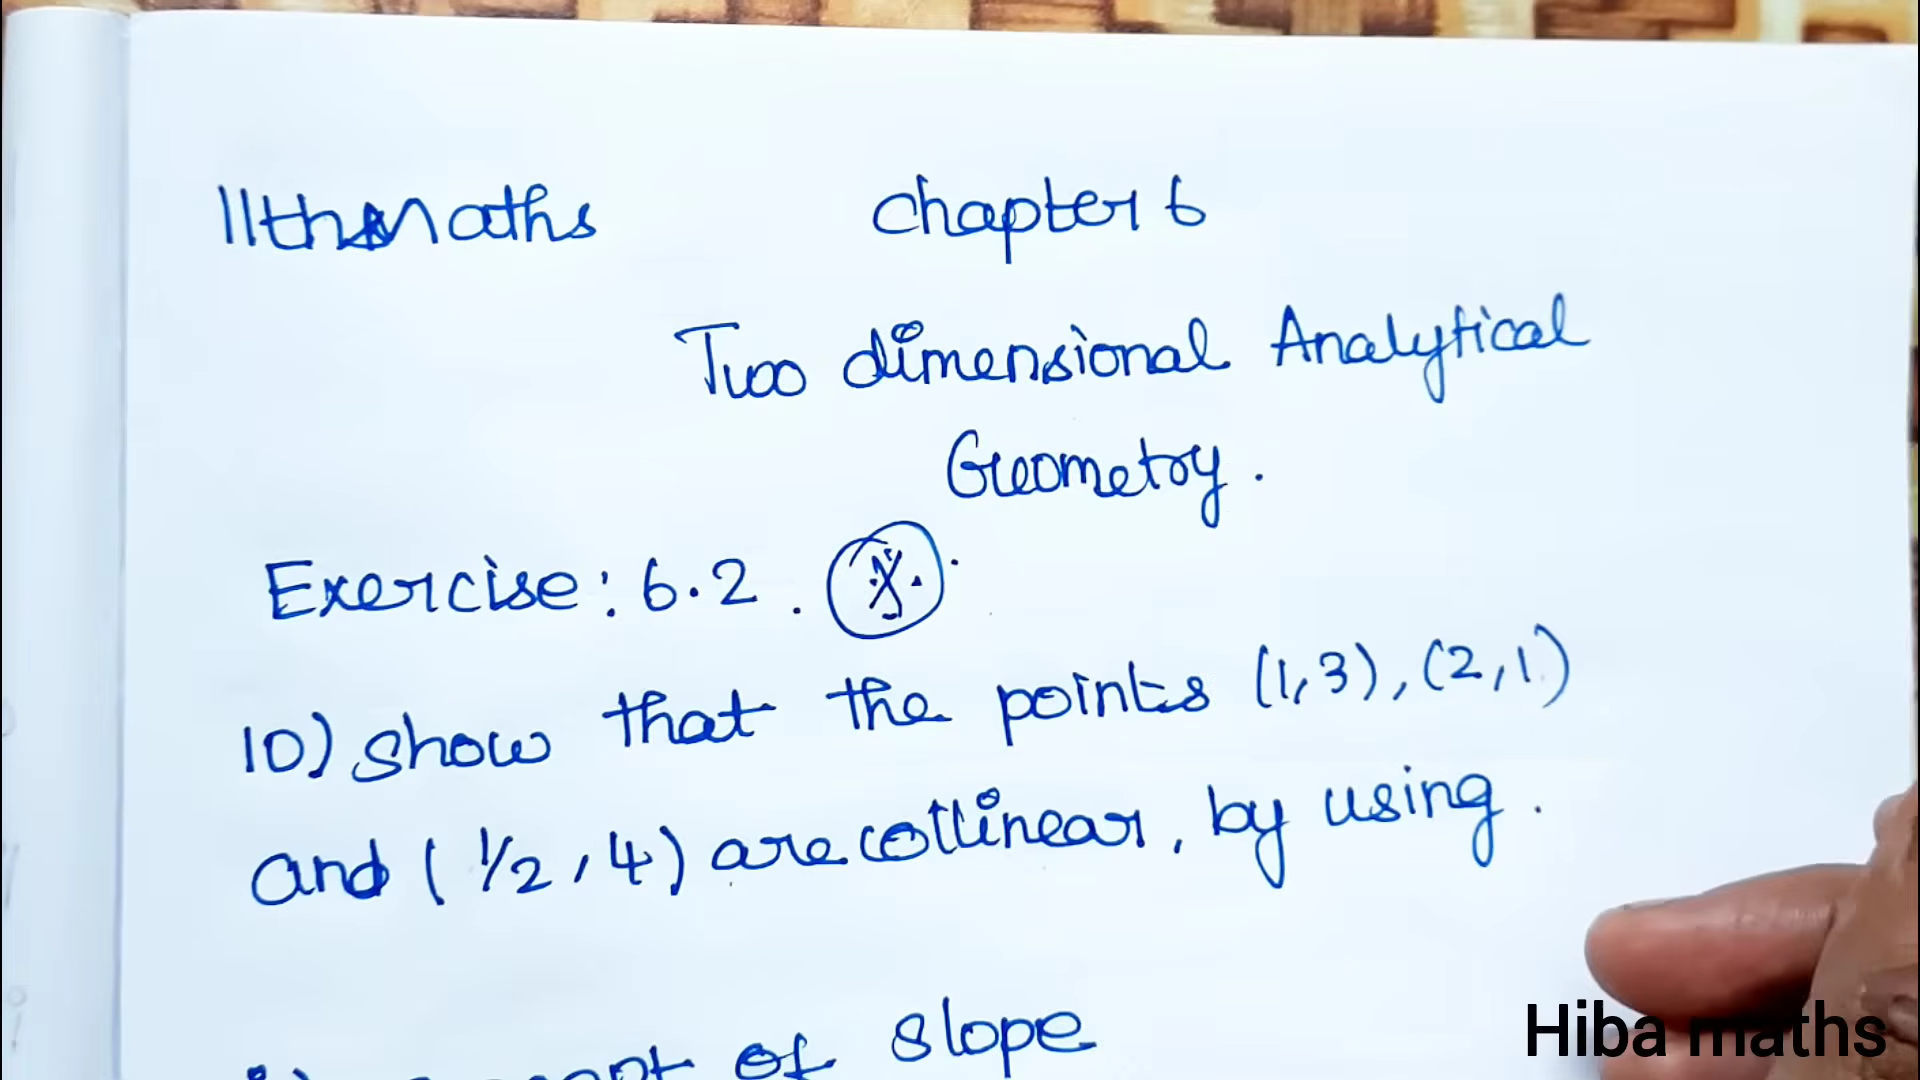 11th Maths chapter 6
Two dimensional Analytical
Geometry.
Exercise: 6.2.
10) show that the points (1,3), (2,1)
and (1/2, 4) are collinear, by using.
of slope
Hiba maths